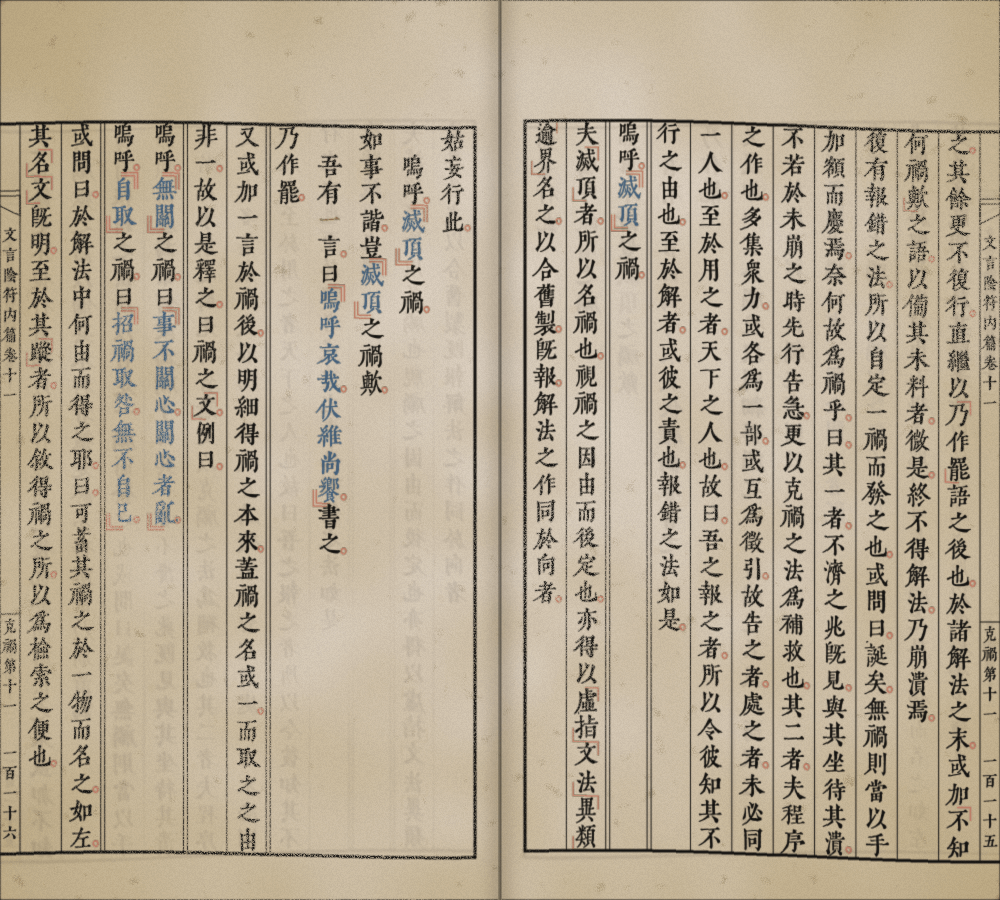 文言陰符內篇卷十一
克禍第十一
一百一十五
之。其餘更不復行。直繼以乃作罷語之後也。於諸解法之末。或加不知
何禍歟之語。以備其未料者。徵是。終不得解法。乃崩潰焉。
復有報錯之法。所以自定一禍而發之也。或問曰。誕矣。無禍則當以手
加額而慶焉。奈何故為禍乎。曰。其一者。不濟之兆既見。與其坐待其潰。
不若於未崩之時先行告急。更以克禍之法為補救也。其二者。夫程序
之作也。多集衆力。或各為一部。或互為徵引。故告之者。處之者。未必同
一人也。至於用之者。天下之人也。故曰。吾之報之者。所以令彼知其不
行之由也。至於解者。或彼之責也。報錯之法如是。
嗚呼。滅頂之禍。
夫滅頂者。所以名禍也。視禍之因由而後定也。亦得以虛指文法異類
逾界名之。以合舊製。既報。解法之作同於向者。
姑妄行此。
嗚呼。滅頂之禍。
如事不諧。豈滅頂之禍歟。
吾有一言。曰嗚呼哀哉。伏維尚饗。書之。
乃作罷。
又或加一言於禍後。以明細得禍之本來。蓋禍之名或一。而取之之由
非一。故以是釋之。曰禍之文。例曰。
嗚呼。無關之禍。曰事不關心。關心者亂。
嗚呼。自取之禍。曰招禍取咎。無不自己。
或問曰。於解法中何由而得之耶。曰。可蓄其禍之於一物而名之。如左。
其名文既明。至於其蹤者。所以敘得禍之所。以為檢索之便也。
文言陰符內篇卷十一
克禍第十一
一百一十六